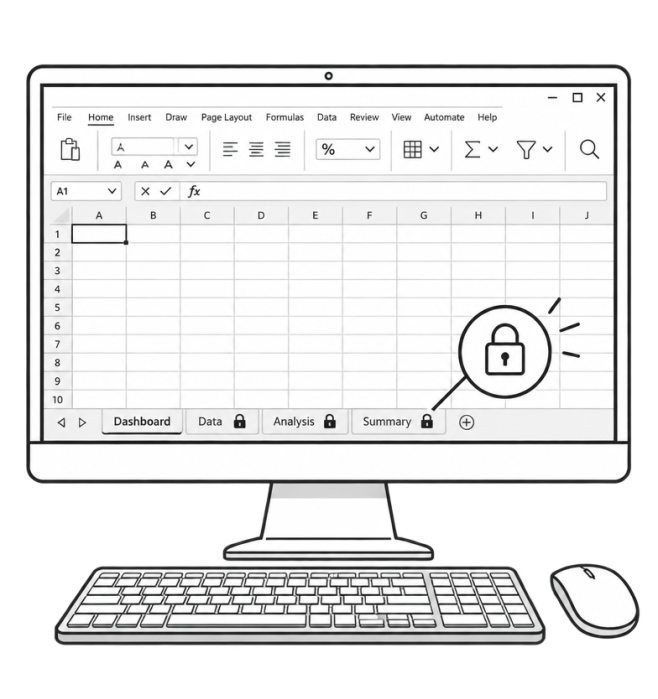 File Home Insert Draw Page Layout Formulas Data Review View Automate Help
A
%
A A A
A1 fx
A B C D E F G H I J
1
2
3
4
5
6
7
8
9
10
Dashboard Data Analysis Summary